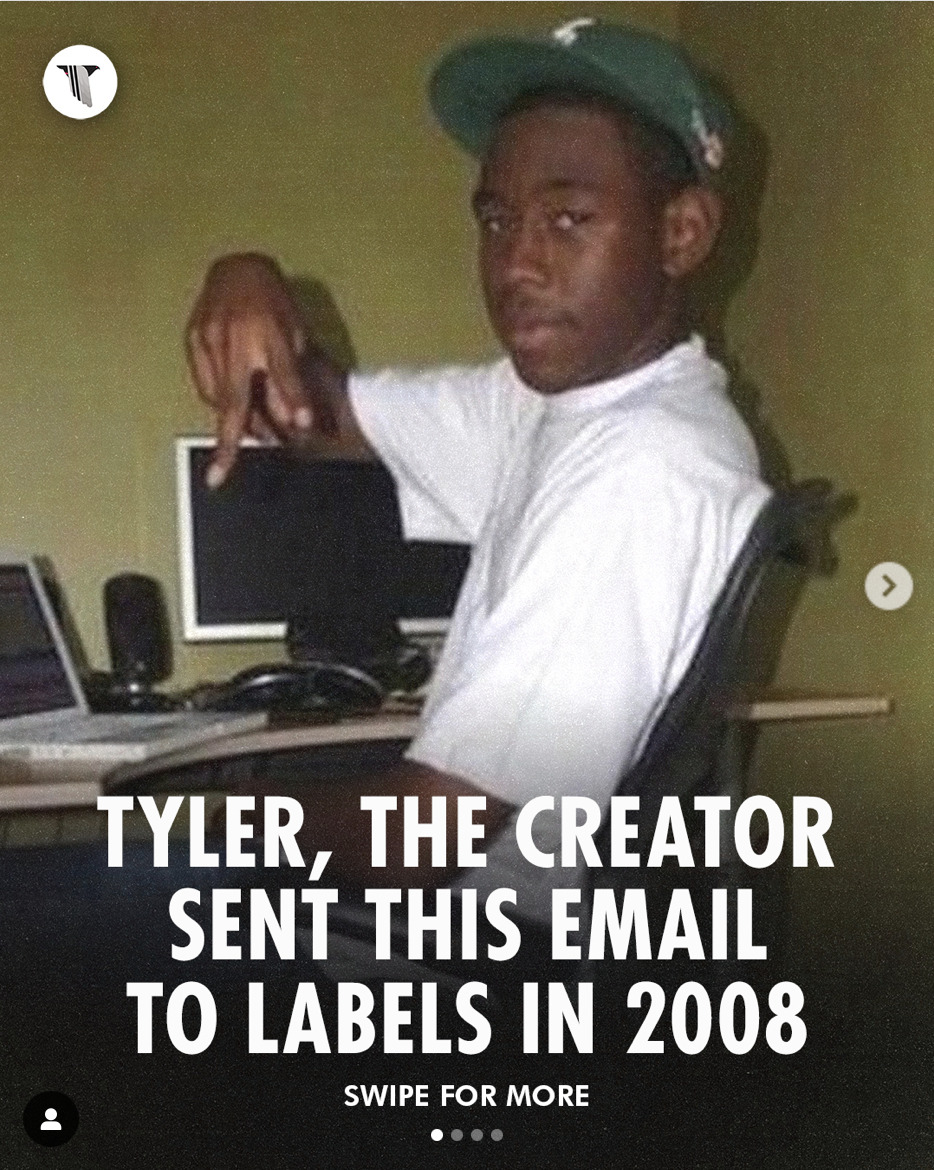 TYLER, THE CREATOR
SENT THIS EMAIL
TO LABELS IN 2008
SWIPE FOR MORE